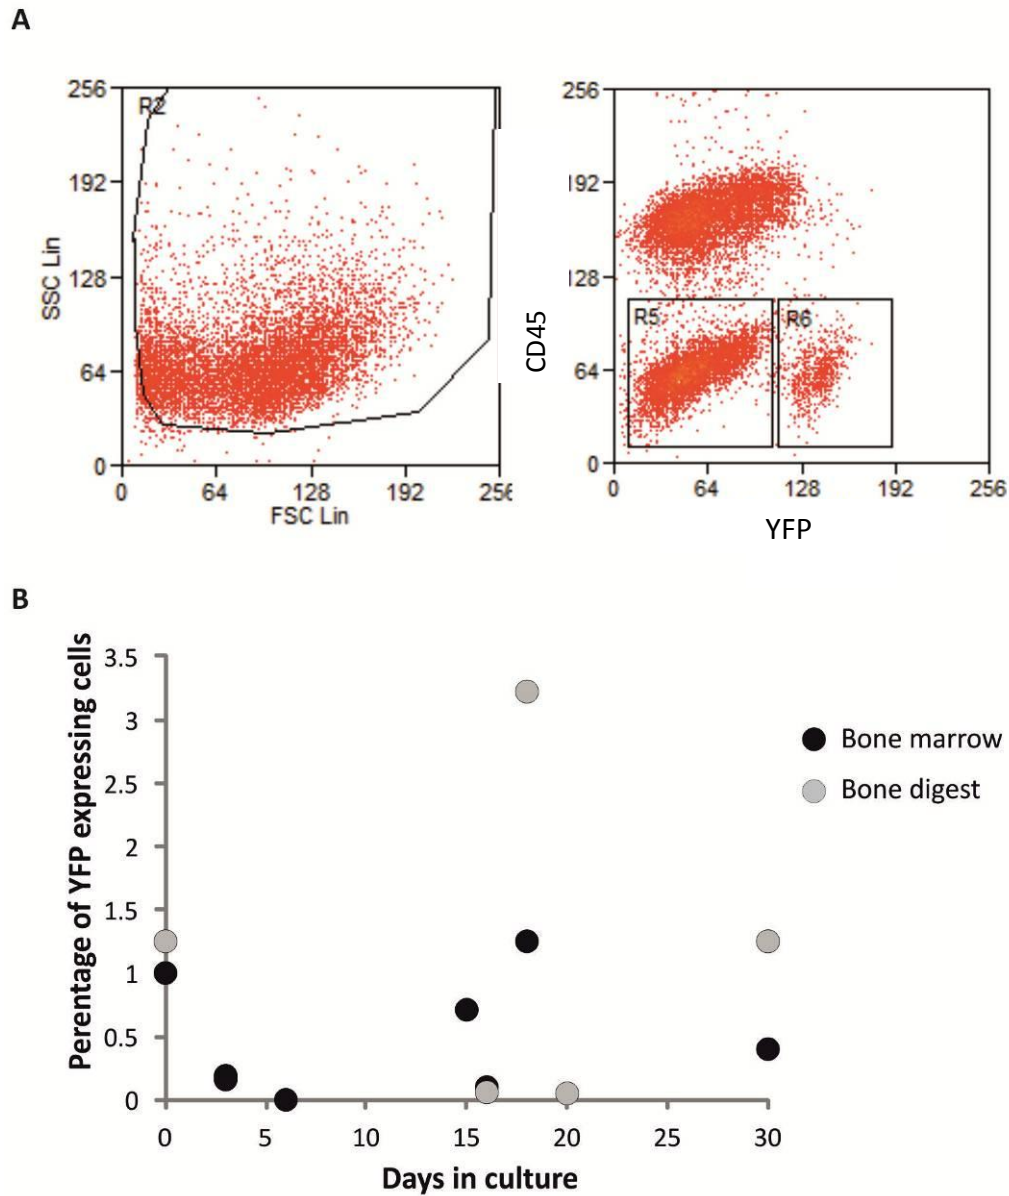 A
256
192
128
64
0
R2
SSC Lin
0 64 128 192 256
FSC Lin
256
192
128
64
0
R5 R6
CD45
0 64 128 192 256
YFP
B
Perentage of YFP expressing cells
3.5
3
2.5
2
1.5
1
0.5
0
0 5 10 15 20 25 30
Days in culture
Bone marrow
Bone digest